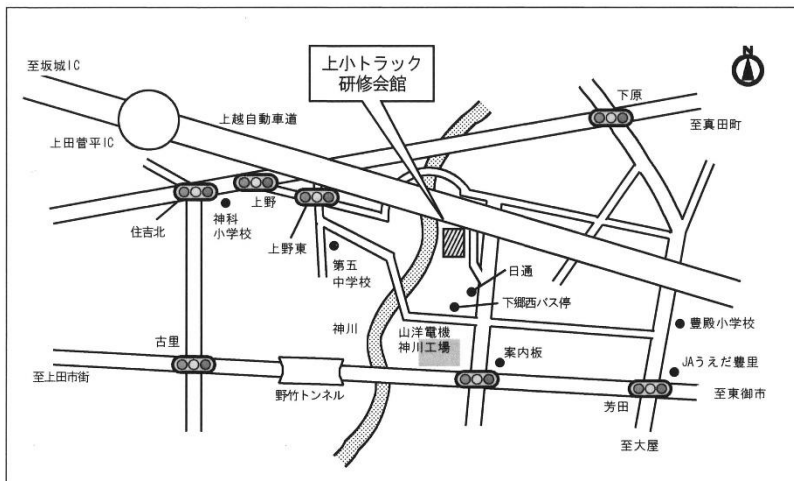 至坂城IC
上小トラック
研修会館
N
下原
上越自動車道
至真田町
上田菅平IC
上野
住吉北
神科
小学校
上野東
第五
中学校
日通
下郷西バス停
神川
山洋電機
神川工場
豊殿小学校
古里
案内板
JAうえだ豊里
至上田市街
野竹トンネル
芳田
至東御市
至大屋